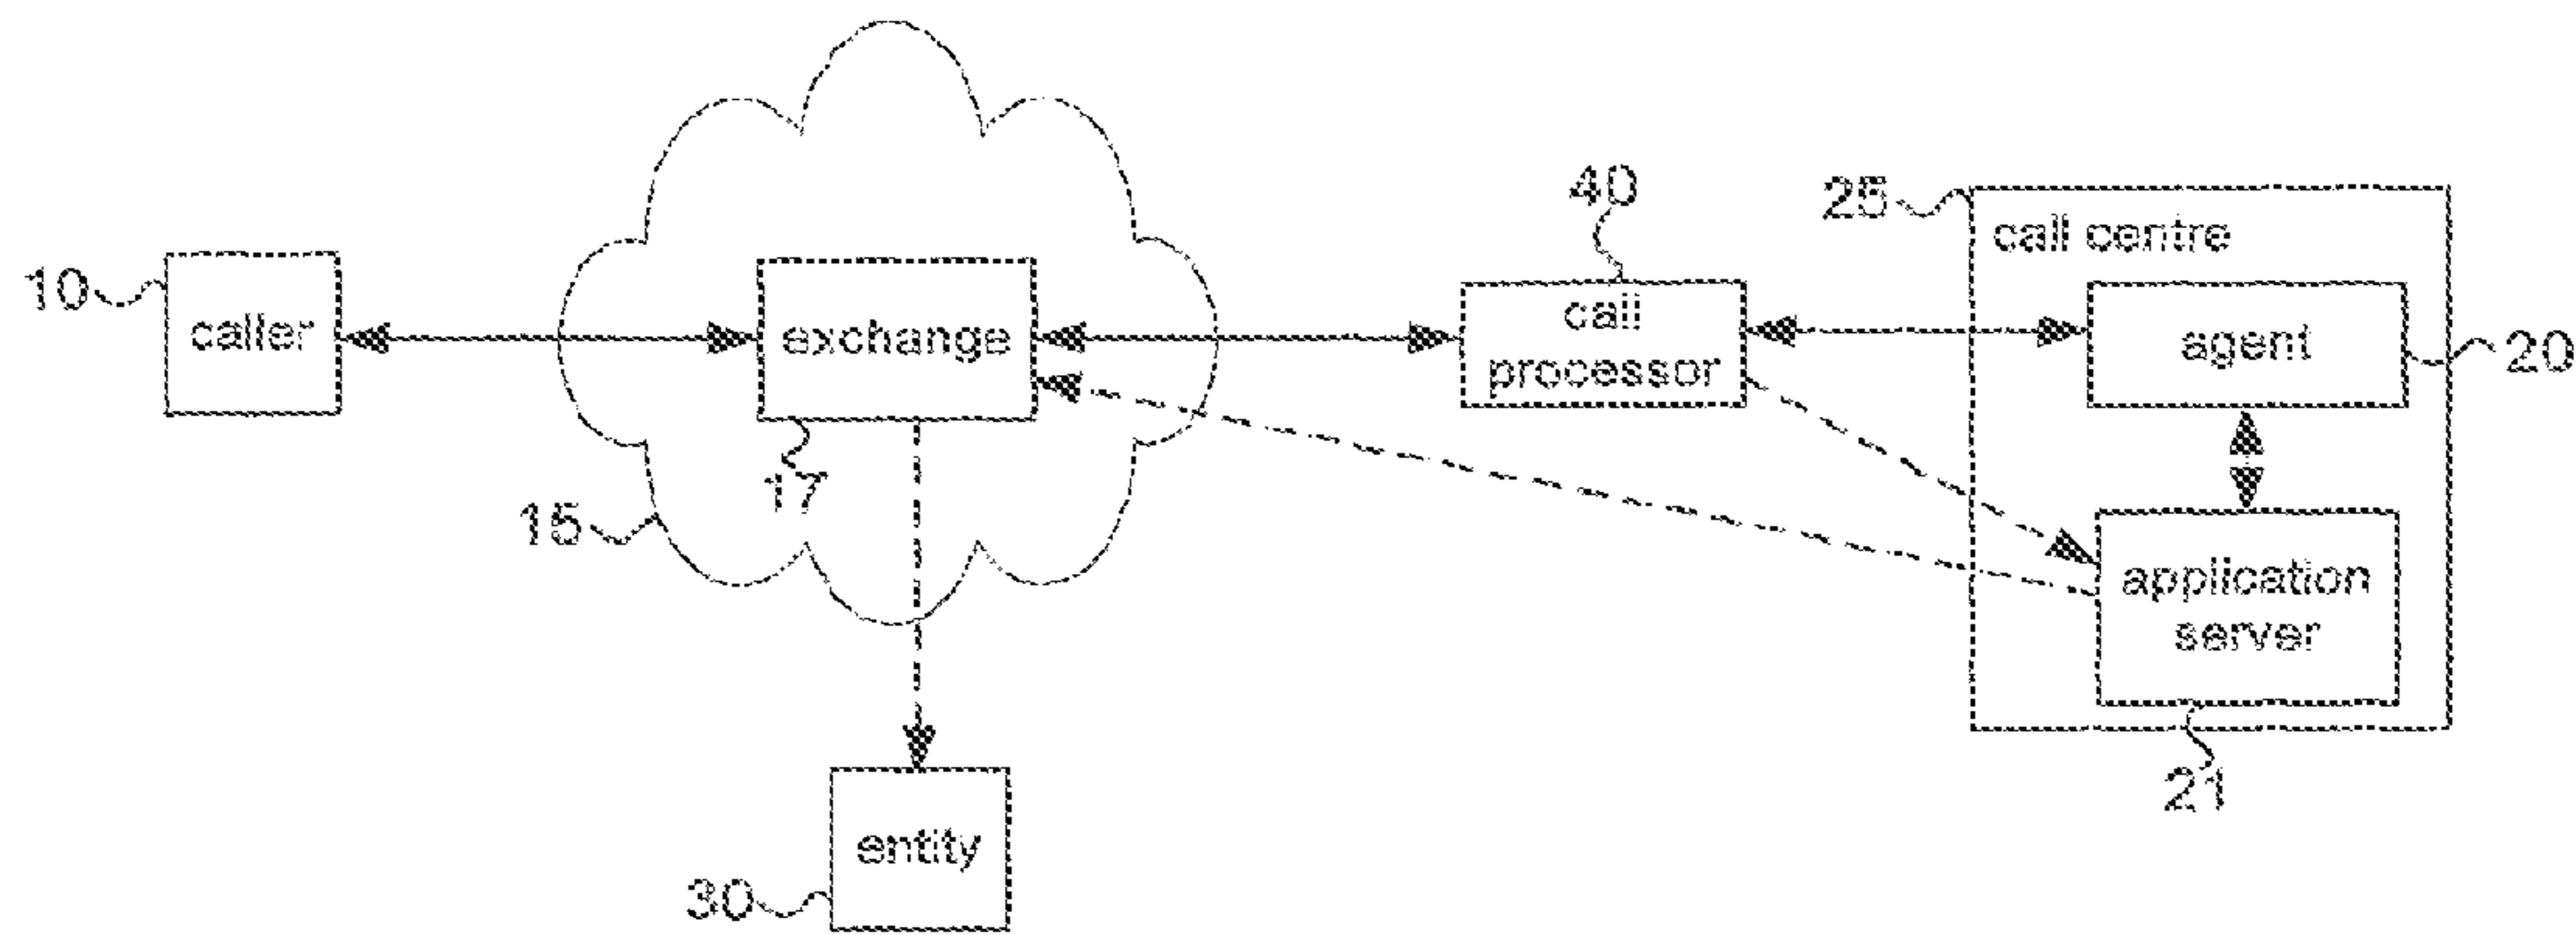 40
25
call centre
10
caller
exchange
call
processor
agent
20
17
15
application
server
21
entity
30